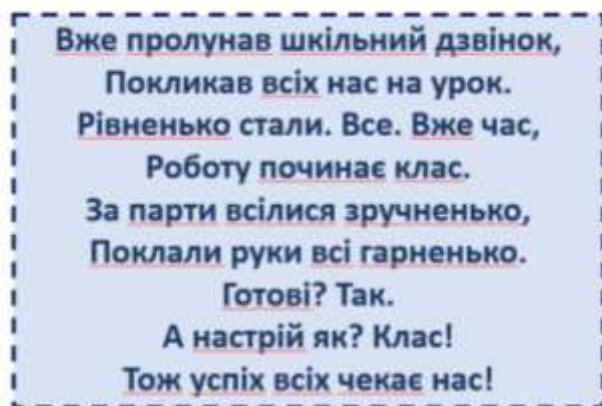 Вже пролунав шкільний дзвінок,
Покликав всіх нас на урок.
Рівненько стали. Все. Вже час,
Роботу починає клас.
За парти всілися зручненько,
Поклали руки всі гарненько.
Готові? Так.
А настрій як? Клас!
Тож успіх всіх чекає нас!